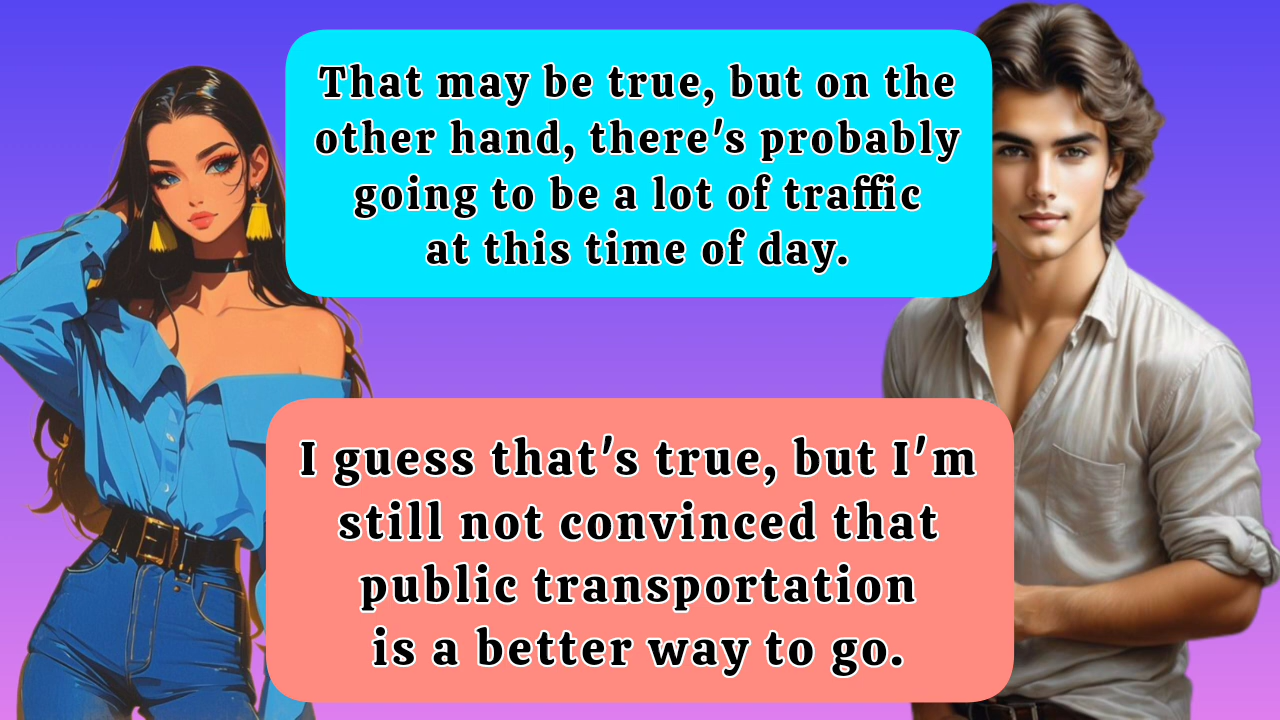 That may be true, but on the
other hand, there's probably
going to be a lot of traffic
at this time of day.
I guess that's true, but I'm
still not convinced that
public transportation
is a better way to go.